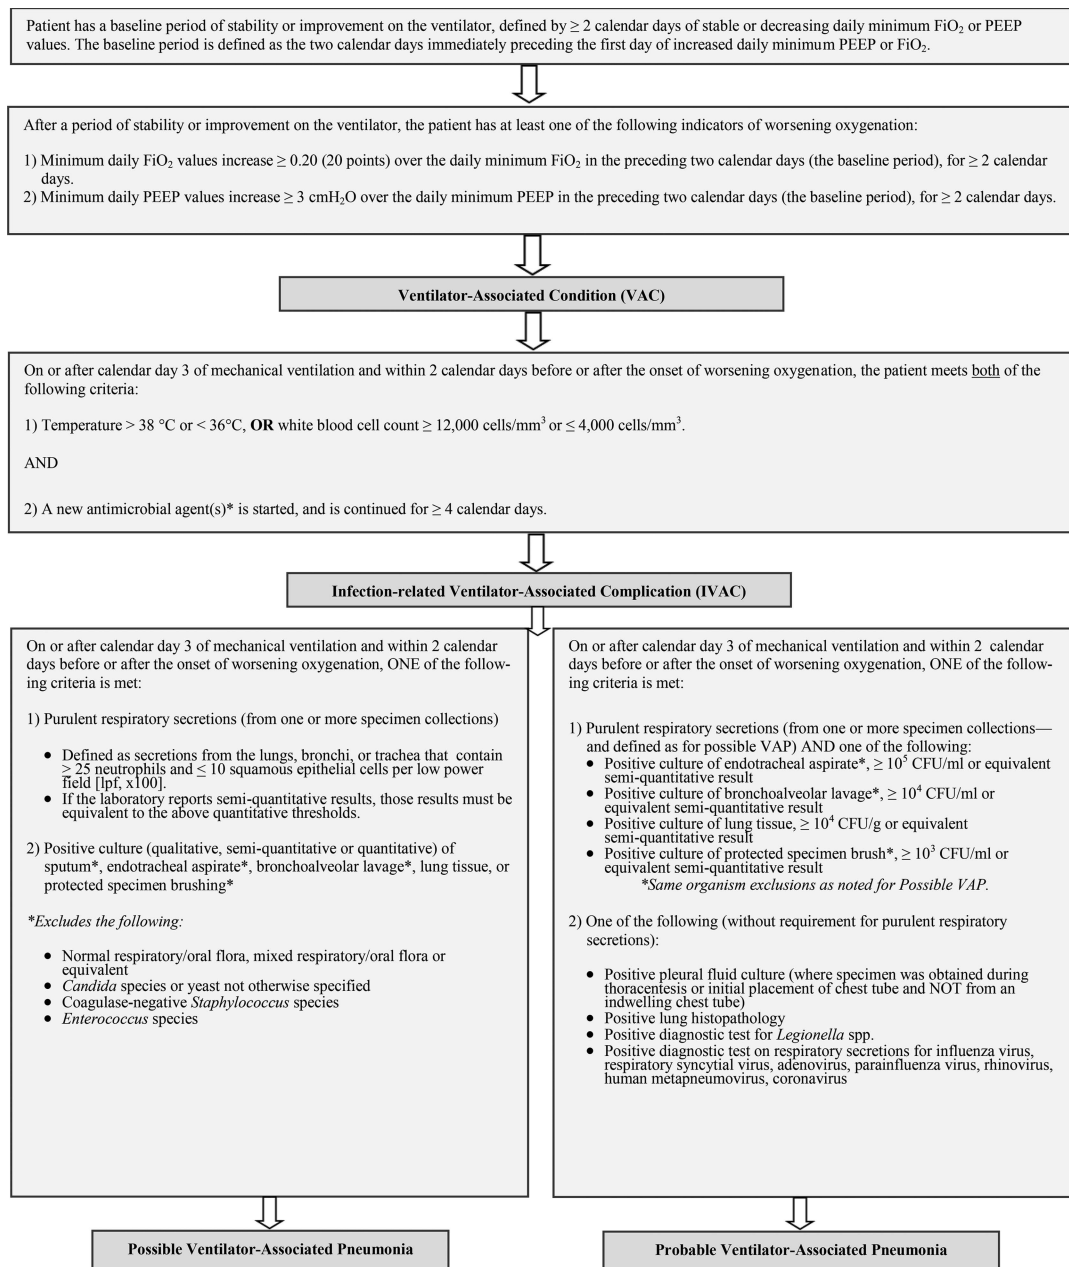 Patient has a baseline period of stability or improvement on the ventilator, defined by ≥ 2 calendar days of stable or decreasing daily minimum FiO₂ or PEEP
values. The baseline period is defined as the two calendar days immediately preceding the first day of increased daily minimum PEEP or FiO₂.
After a period of stability or improvement on the ventilator, the patient has at least one of the following indicators of worsening oxygenation:
1) Minimum daily FiO₂ values increase ≥ 0.20 (20 points) over the daily minimum FiO₂ in the preceding two calendar days (the baseline period), for ≥ 2 calendar
days.
2) Minimum daily PEEP values increase ≥ 3 cmH₂O over the daily minimum PEEP in the preceding two calendar days (the baseline period), for ≥ 2 calendar days.
Ventilator-Associated Condition (VAC)
On or after calendar day 3 of mechanical ventilation and within 2 calendar days before or after the onset of worsening oxygenation, the patient meets both of the
following criteria:
1) Temperature > 38 °C or < 36°C, OR white blood cell count ≥ 12,000 cells/mm³ or ≤ 4,000 cells/mm³.
AND
2) A new antimicrobial agent(s)* is started, and is continued for ≥ 4 calendar days.
Infection-related Ventilator-Associated Complication (IVAC)
On or after calendar day 3 of mechanical ventilation and within 2 calendar
days before or after the onset of worsening oxygenation, ONE of the follow-
ing criteria is met:
1) Purulent respiratory secretions (from one or more specimen collections)
• Defined as secretions from the lungs, bronchi, or trachea that contain
≥ 25 neutrophils and ≤ 10 squamous epithelial cells per low power
field [lpf, x100].
• If the laboratory reports semi-quantitative results, those results must be
equivalent to the above quantitative thresholds.
2) Positive culture (qualitative, semi-quantitative or quantitative) of
sputum*, endotracheal aspirate*, bronchoalveolar lavage*, lung tissue, or
protected specimen brushing*
*Excludes the following:
• Normal respiratory/oral flora, mixed respiratory/oral flora or
equivalent
• Candida species or yeast not otherwise specified
• Coagulase-negative Staphylococcus species
• Enterococcus species
Possible Ventilator-Associated Pneumonia
On or after calendar day 3 of mechanical ventilation and within 2 calendar
days before or after the onset of worsening oxygenation, ONE of the follow-
ing criteria is met:
1) Purulent respiratory secretions (from one or more specimen collections—
and defined as for possible VAP) AND one of the following:
• Positive culture of endotracheal aspirate*, ≥ 10⁵ CFU/ml or equivalent
semi-quantitative result
• Positive culture of bronchoalveolar lavage*, ≥ 10⁴ CFU/ml or
equivalent semi-quantitative result
• Positive culture of lung tissue, ≥ 10⁴ CFU/g or equivalent
semi-quantitative result
• Positive culture of protected specimen brush*, ≥ 10³ CFU/ml or
equivalent semi-quantitative result
*Same organism exclusions as noted for Possible VAP.
2) One of the following (without requirement for purulent respiratory
secretions):
• Positive pleural fluid culture (where specimen was obtained during
thoracentesis or initial placement of chest tube and NOT from an
indwelling chest tube)
• Positive lung histopathology
• Positive diagnostic test for Legionella spp.
• Positive diagnostic test on respiratory secretions for influenza virus,
respiratory syncytial virus, adenovirus, parainfluenza virus, rhinovirus,
human metapneumovirus, coronavirus
Probable Ventilator-Associated Pneumonia